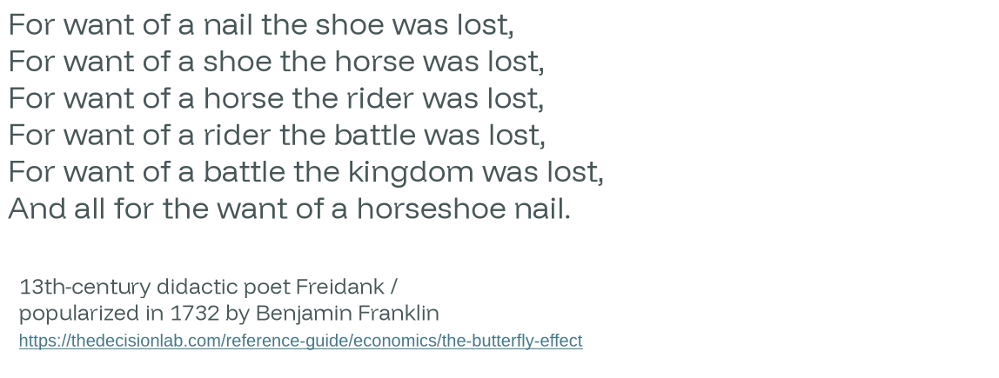 For want of a nail the shoe was lost,
For want of a shoe the horse was lost,
For want of a horse the rider was lost,
For want of a rider the battle was lost,
For want of a battle the kingdom was lost,
And all for the want of a horseshoe nail.
13th-century didactic poet Freidank /
popularized in 1732 by Benjamin Franklin
https://thedecisionlab.com/reference-guide/economics/the-butterfly-effect